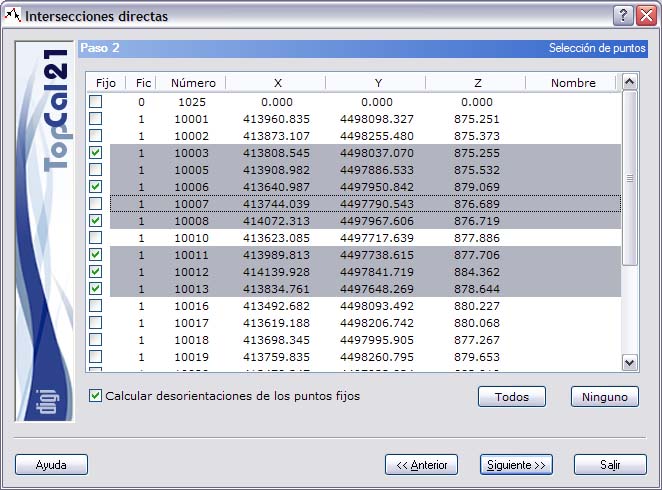 Intersecciones directas
Paso 2 Selección de puntos
TopCal 21
digi
Fijo Fic Número X Y Z Nombre
0 1025 0.000 0.000 0.000
1 10001 413960.835 4498098.327 875.251
1 10002 413873.107 4498255.480 875.373
1 10003 413808.545 4498037.070 875.255
1 10005 413908.982 4497886.533 875.532
1 10006 413640.987 4497950.842 879.069
1 10007 413744.039 4497790.543 876.689
1 10008 414072.313 4497967.606 876.719
1 10010 413623.085 4497717.639 877.886
1 10011 413989.813 4497738.615 877.706
1 10012 414139.928 4497841.719 884.362
1 10013 413834.761 4497648.269 878.644
1 10016 413492.682 4498093.492 880.227
1 10017 413619.188 4498206.742 880.068
1 10018 413698.345 4497995.905 877.267
1 10019 413759.835 4498260.795 879.653
Calcular desorientaciones de los puntos fijos
Todos
Ninguno
Ayuda
<< Anterior
Siguiente >>
Salir